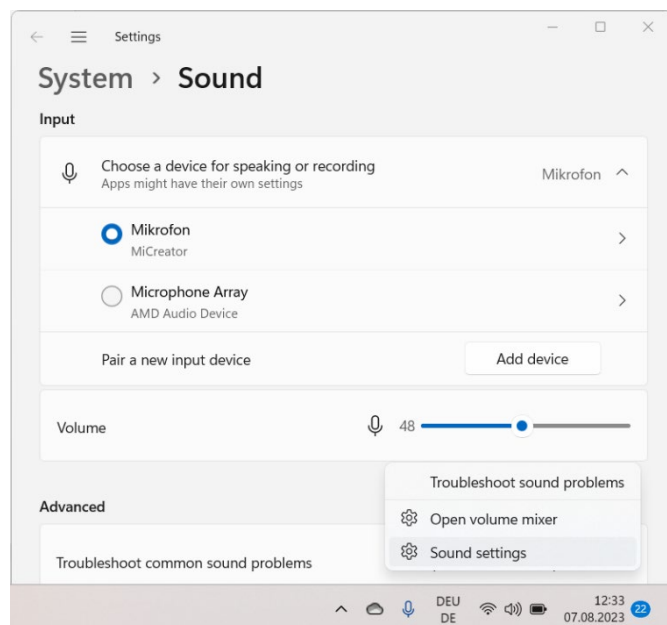 Settings
System > Sound
Input
Choose a device for speaking or recording
Apps might have their own settings
Mikrofon
Mikrofon
MiCreator
Microphone Array
AMD Audio Device
Pair a new input device
Add device
Volume
48
Troubleshoot sound problems
Advanced
Open volume mixer
Sound settings
Troubleshoot common sound problems
DEU
DE
12:33
07.08.2023
22